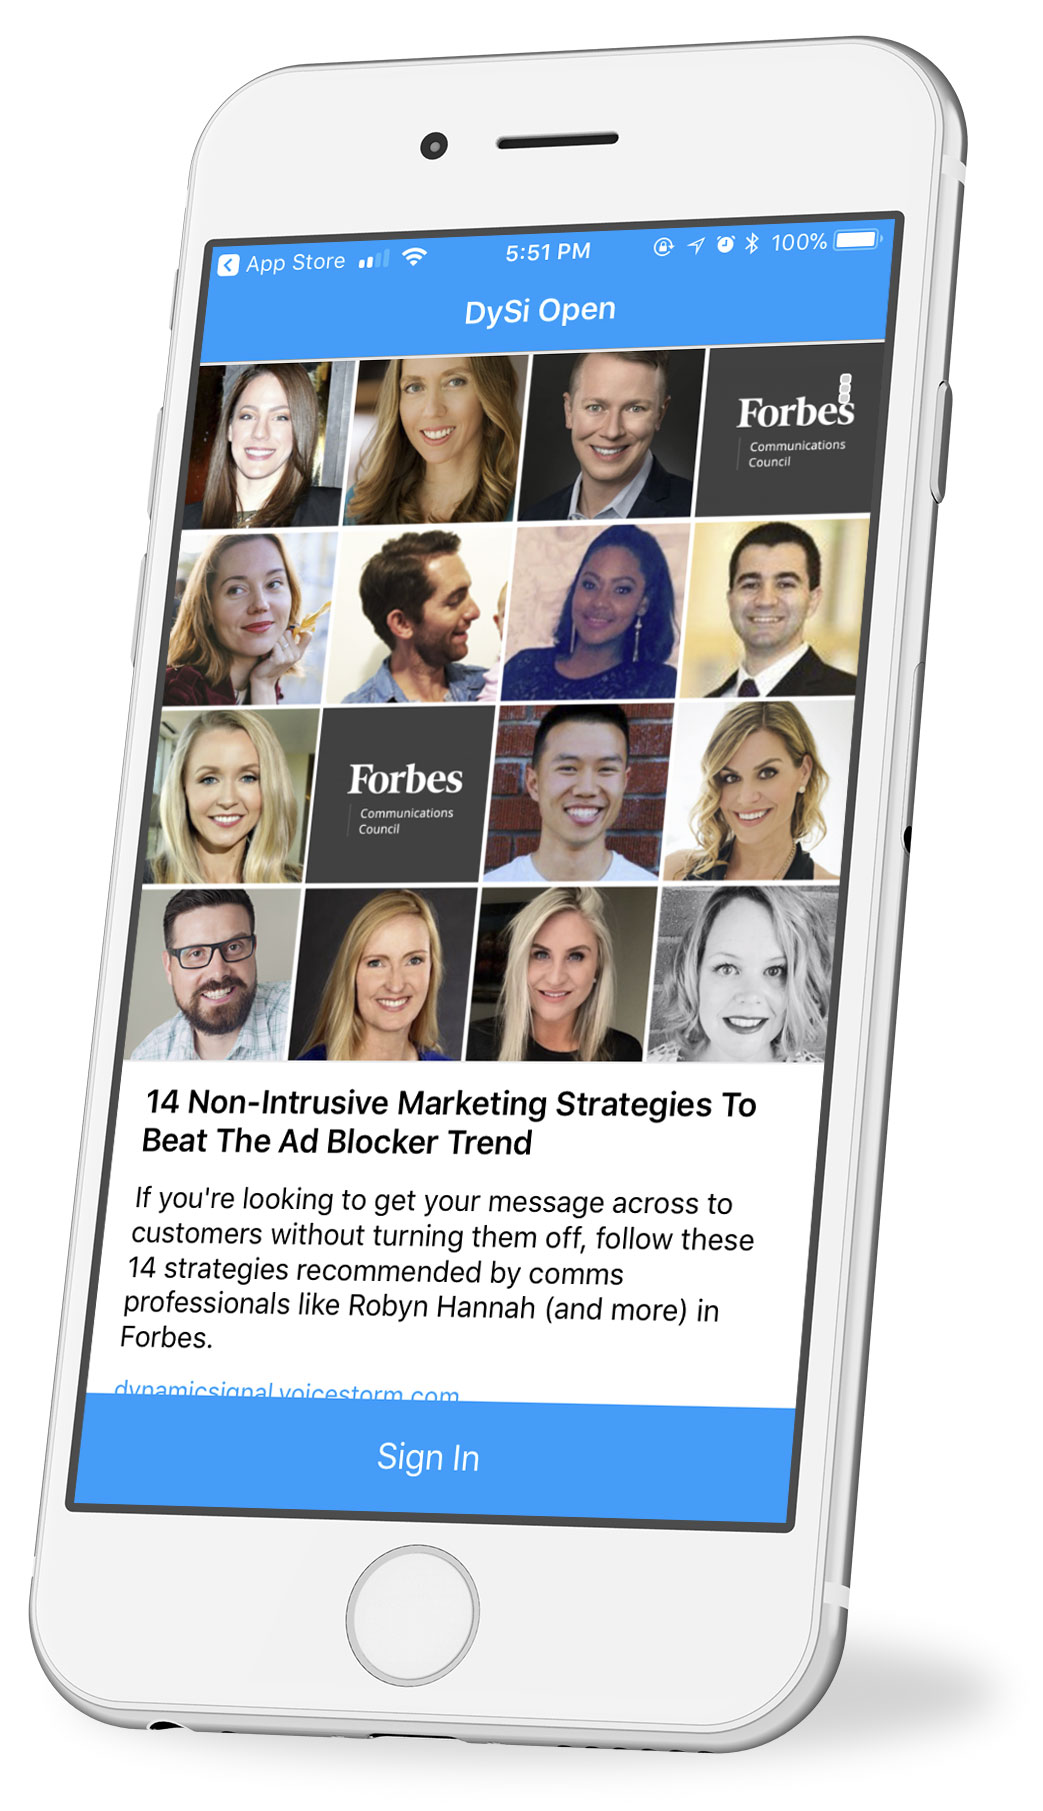 App Store
5:51 PM
100%
DySi Open
Forbes
Communications
Council
Forbes
Communications
Council
14 Non-Intrusive Marketing Strategies To
Beat The Ad Blocker Trend
If you're looking to get your message across to
customers without turning them off, follow these
14 strategies recommended by comms
professionals like Robyn Hannah (and more) in
Forbes.
dynamicsignal.voicestorm.com
Sign In